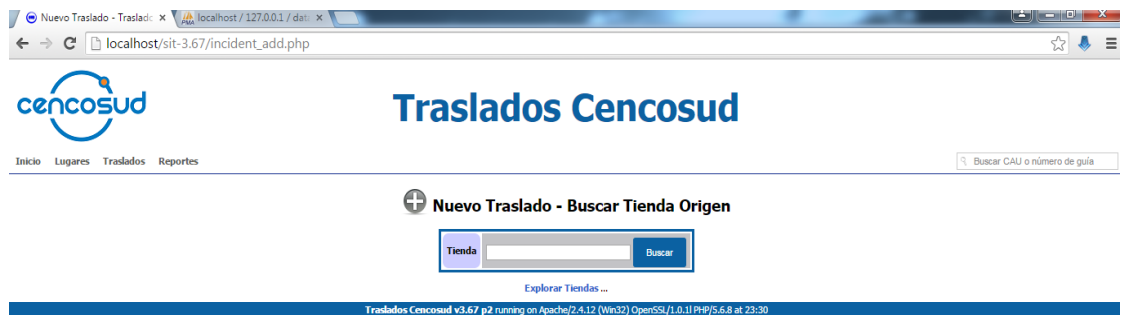 Nuevo Traslado - Traslado
localhost / 127.0.0.1 / data
localhost/sit-3.67/incident_add.php
cencosud
Traslados Cencosud
Inicio Lugares Traslados Reportes
Buscar CAU o número de guía
Nuevo Traslado - Buscar Tienda Origen
Tienda
Buscar
Explorar Tiendas ...
Traslados Cencosud v3.67 p2 running on Apache/2.4.12 (Win32) OpenSSL/1.0.1l PHP/5.6.8 at 23:30